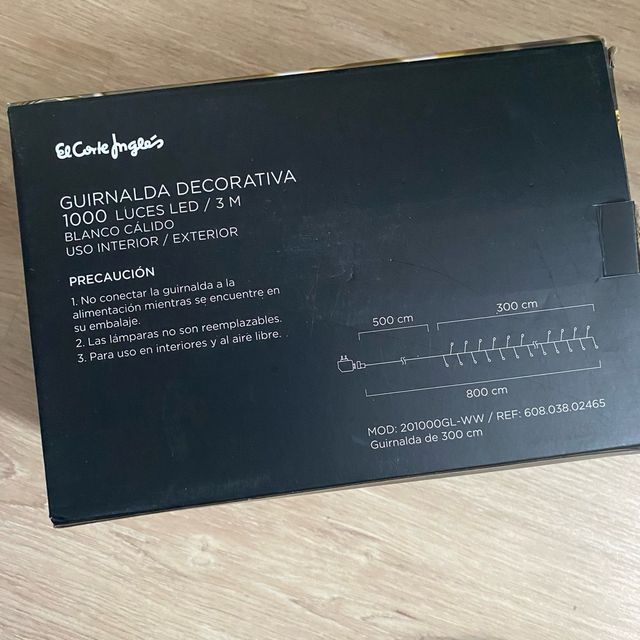 El Corte Inglés
GUIRNALDA DECORATIVA
1000 LUCES LED / 3 M
BLANCO CÁLIDO
USO INTERIOR / EXTERIOR
PRECAUCIÓN
1. No conectar la guirnalda a la
alimentación mientras se encuentre en
su embalaje.
2. Las lámparas no son reemplazables.
3. Para uso en interiores y al aire libre.
500 cm
300 cm
800 cm
MOD: 201000GL-WW / REF: 608.038.02465
Guirnalda de 300 cm